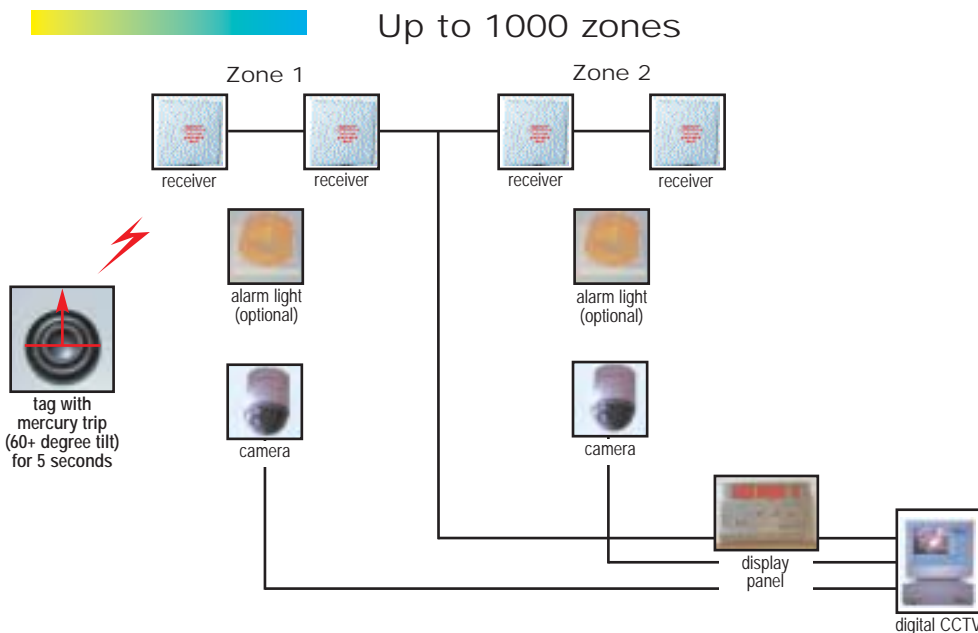 Up to 1000 zones
Zone 1
Zone 2
receiver
receiver
receiver
receiver
alarm light
(optional)
alarm light
(optional)
tag with
mercury trip
(60+ degree tilt)
for 5 seconds
camera
camera
display
panel
digital CCTV